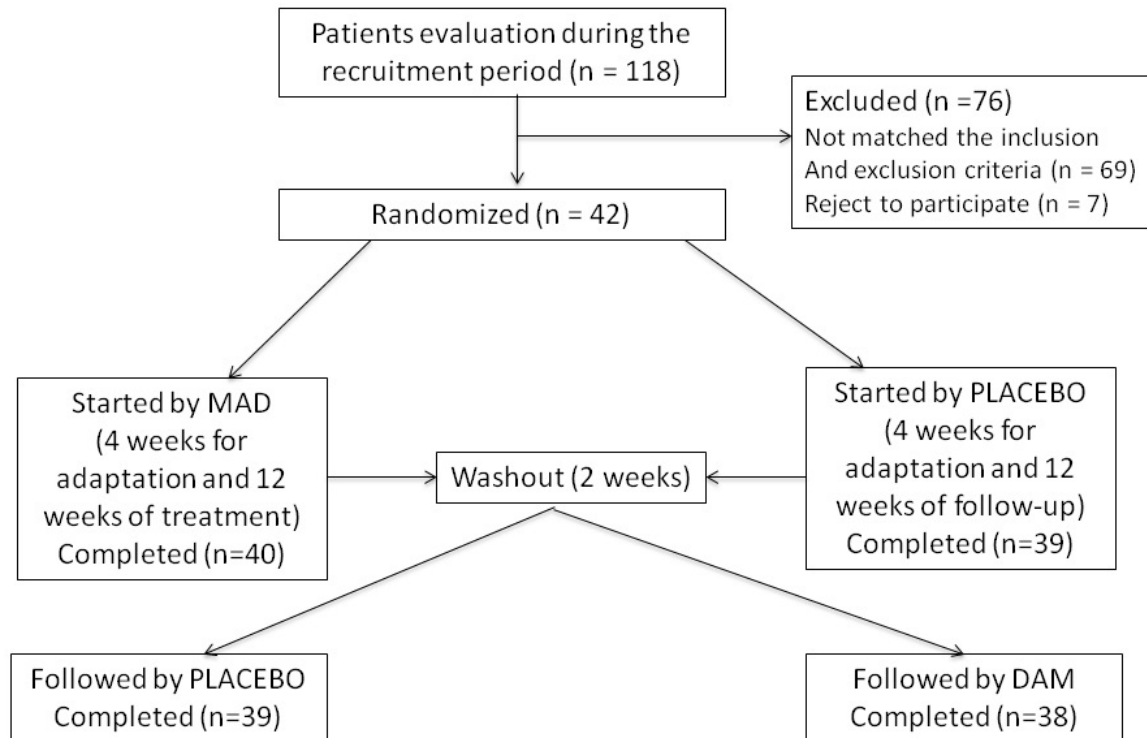 Patients evaluation during the
recruitment period (n = 118)
Excluded (n =76)
Not matched the inclusion
And exclusion criteria (n = 69)
Reject to participate (n = 7)
Randomized (n = 42)
Started by MAD
(4 weeks for
adaptation and 12
weeks of treatment)
Completed (n=40)
Washout (2 weeks)
Started by PLACEBO
(4 weeks for
adaptation and 12
weeks of follow-up)
Completed (n=39)
Followed by PLACEBO
Completed (n=39)
Followed by DAM
Completed (n=38)